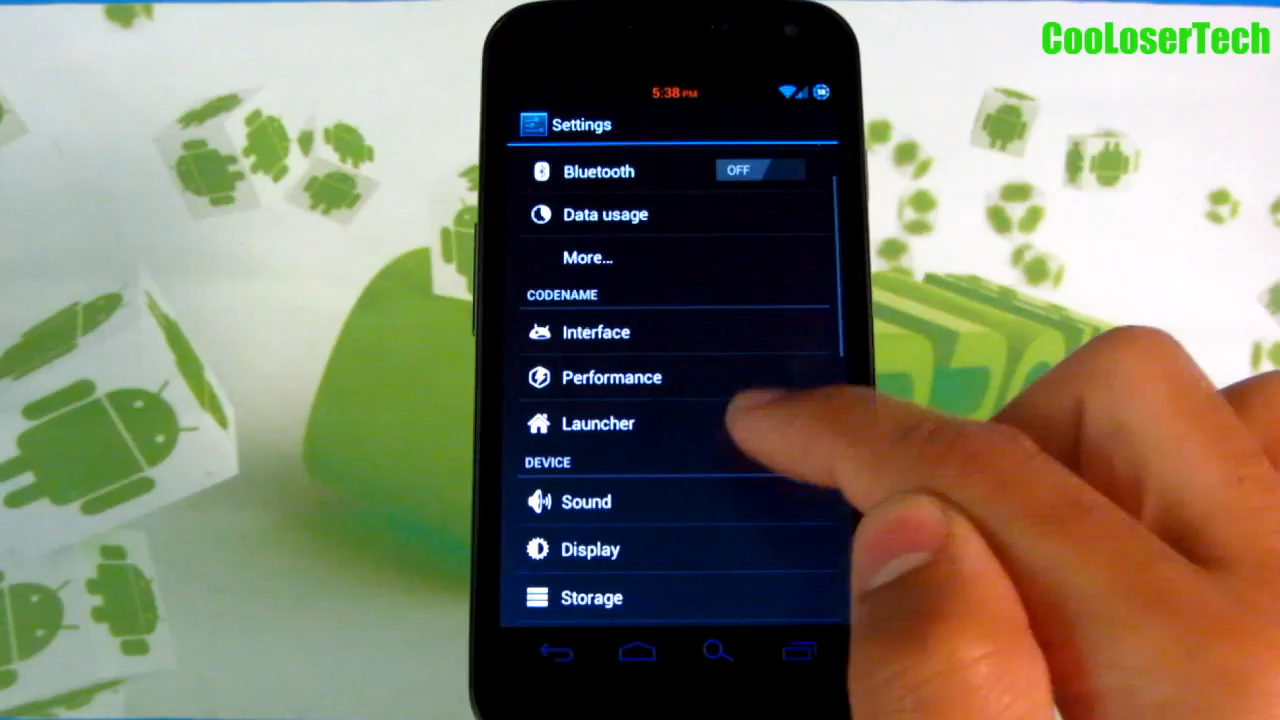 CooLoserTech
5:38 PM
Settings
Bluetooth
OFF
Data usage
More...
CODENAME
Interface
Performance
Launcher
DEVICE
Sound
Display
Storage